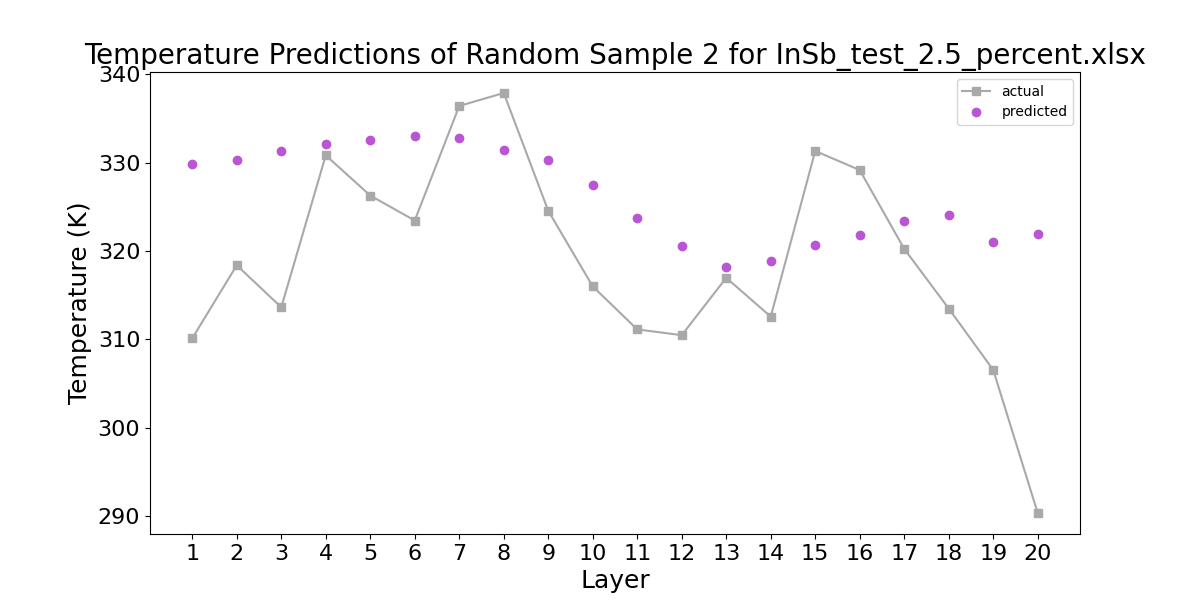 Temperature Predictions of Random Sample 2 for InSb_test_2.5_percent.xlsx
340
330
320
310
300
290
Temperature (K)
actual
predicted
1 2 3 4 5 6 7 8 9 10 11 12 13 14 15 16 17 18 19 20
Layer